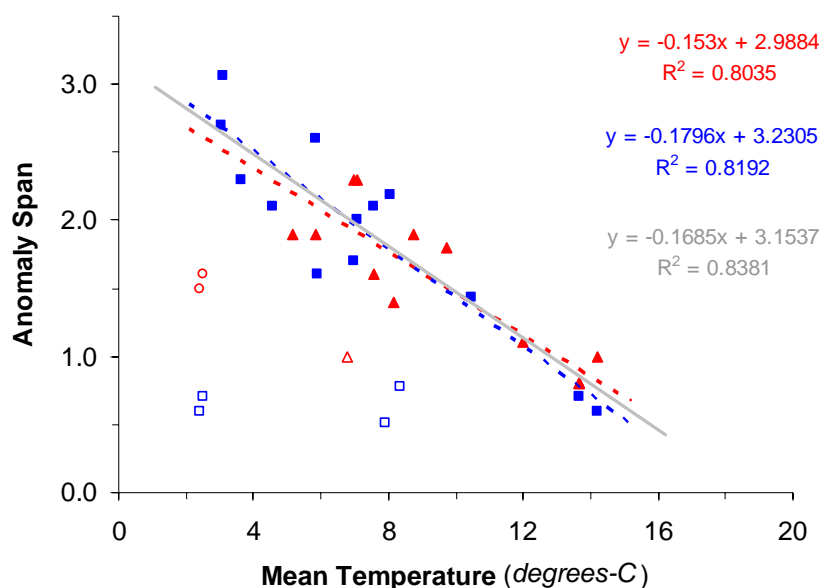 y = -0.153x + 2.9884
R² = 0.8035
y = -0.1796x + 3.2305
R² = 0.8192
y = -0.1685x + 3.1537
R² = 0.8381
Anomaly Span
3.0
2.0
1.0
0.0
0 4 8 12 16 20
Mean Temperature (degrees-C)